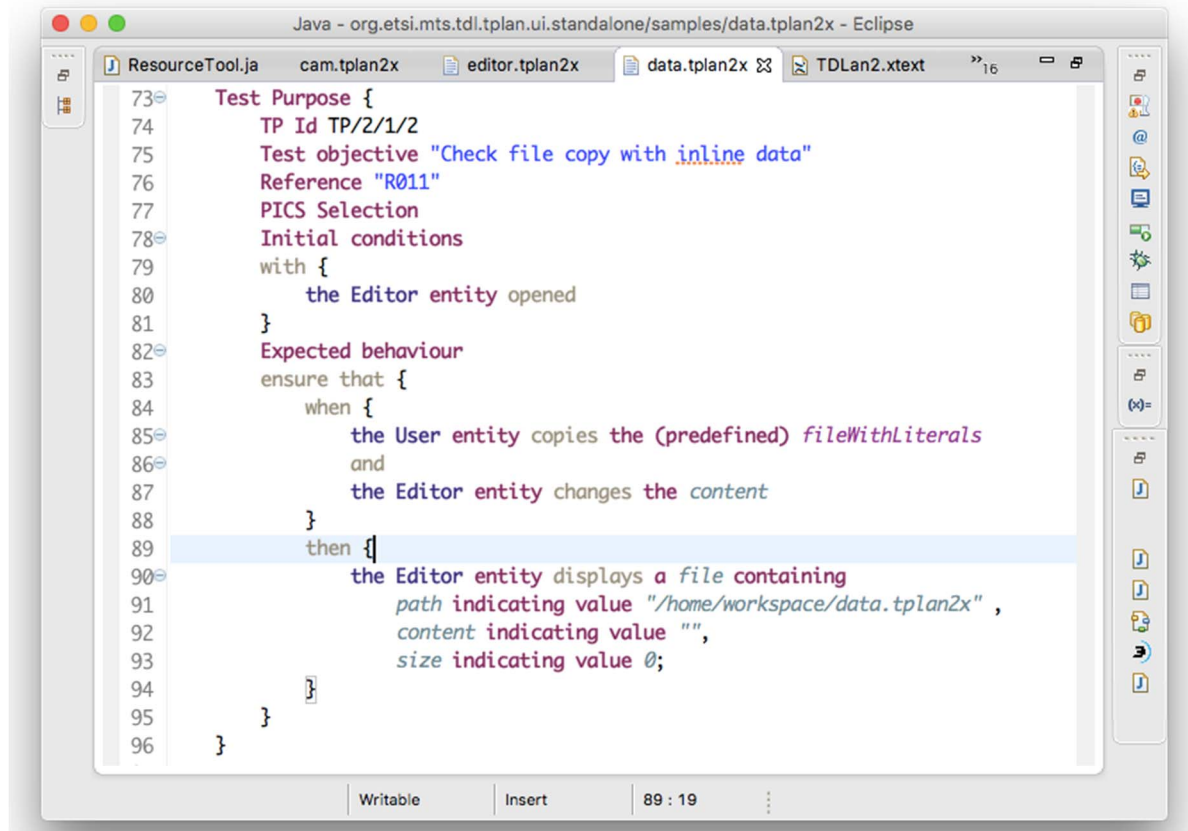 Java - org.etsi.mts.tdl.tplan.ui.standalone/samples/data.tplan2x - Eclipse
ResourceTool.ja cam.tplan2x editor.tplan2x data.tplan2x TDLan2.xtext »16
73 Test Purpose {
74 TP Id TP/2/1/2
75 Test objective "Check file copy with inline data"
76 Reference "R011"
77 PICS Selection
78 Initial conditions
79 with {
80 the Editor entity opened
81 }
82 Expected behaviour
83 ensure that {
84 when {
85 the User entity copies the (predefined) fileWithLiterals
86 and
87 the Editor entity changes the content
88 }
89 then {
90 the Editor entity displays a file containing
91 path indicating value "/home/workspace/data.tplan2x" ,
92 content indicating value "",
93 size indicating value 0;
94 }
95 }
96 }
(x)=
Writable Insert 89 : 19